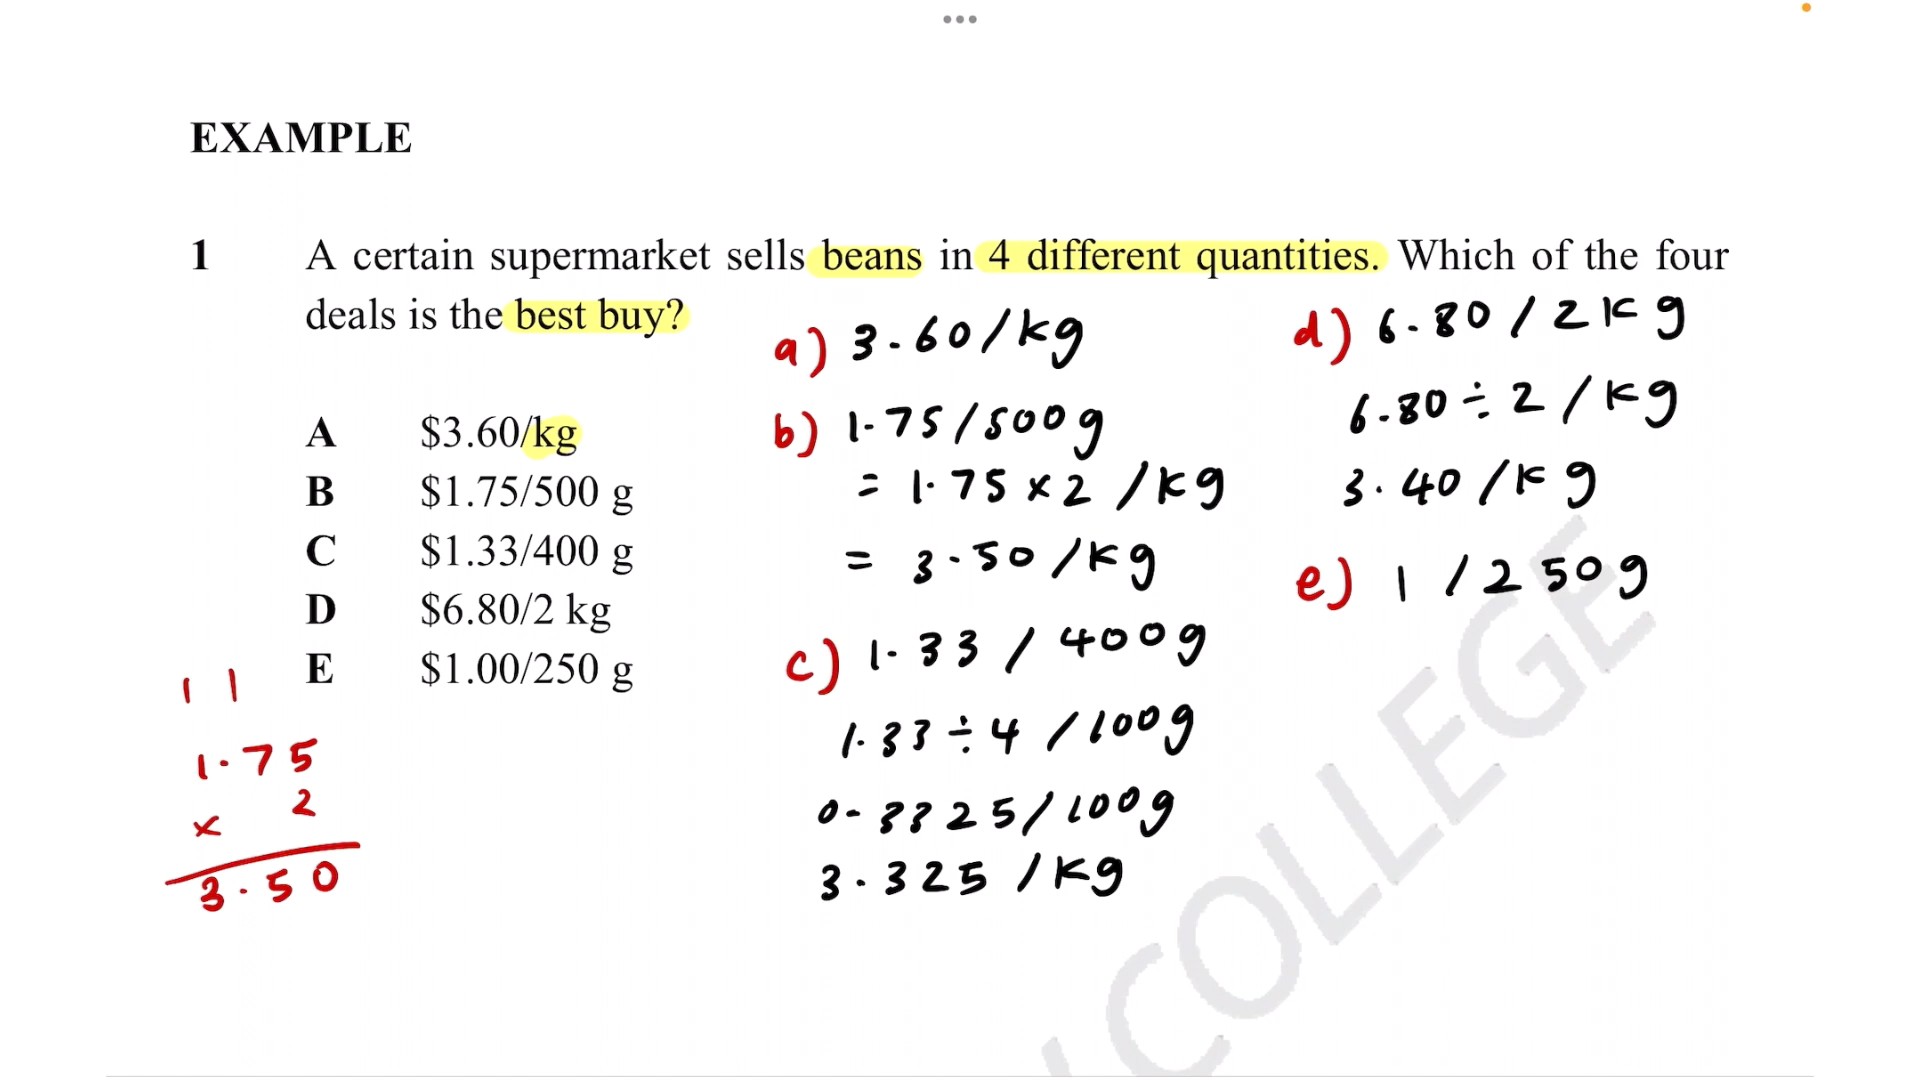 EXAMPLE
1 A certain supermarket sells beans in 4 different quantities. Which of the four
deals is the best buy?
A $3.60/kg
B $1.75/500 g
C $1.33/400 g
D $6.80/2 kg
E $1.00/250 g
1 1
1.75
x 2
3.50
a) 3.60/kg
b) 1.75/500g
= 1.75 x 2 /kg
= 3.50/kg
c) 1.33 / 400g
1.33 ÷ 4 /100g
0.3325/100g
3.325 /kg
d) 6.80 / 2kg
6.80 ÷ 2 /kg
3.40 /kg
e) 1 / 250g
COLLEGE